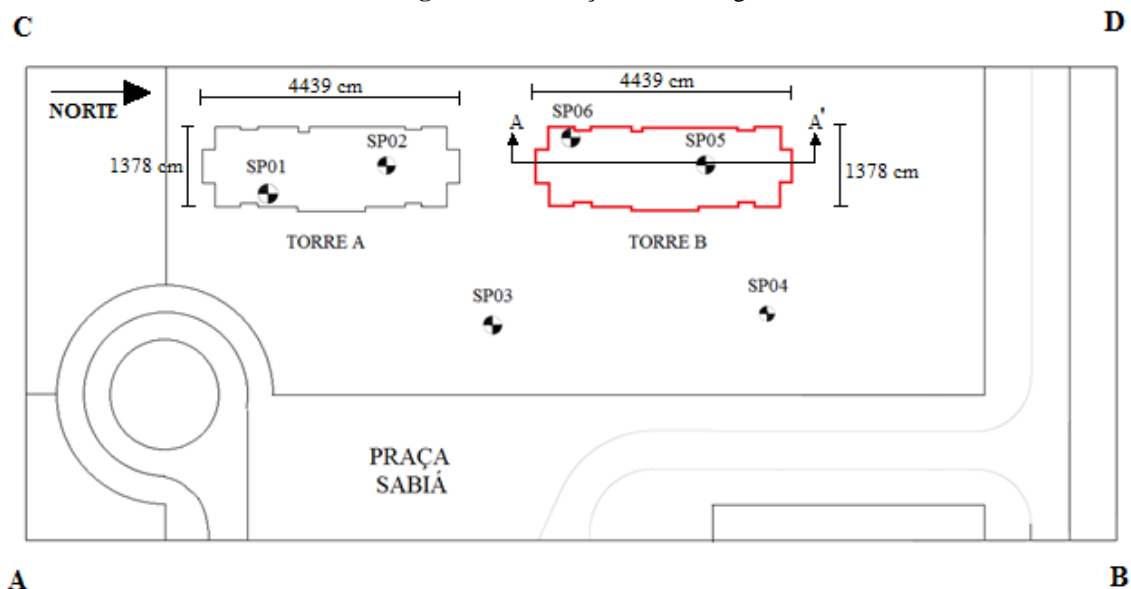 C
D
NORTE
4439 cm
4439 cm
SP06
A
A'
SP02
SP05
1378 cm
SP01
1378 cm
TORRE A
TORRE B
SP03
SP04
PRAÇA
SABIÁ
A
B